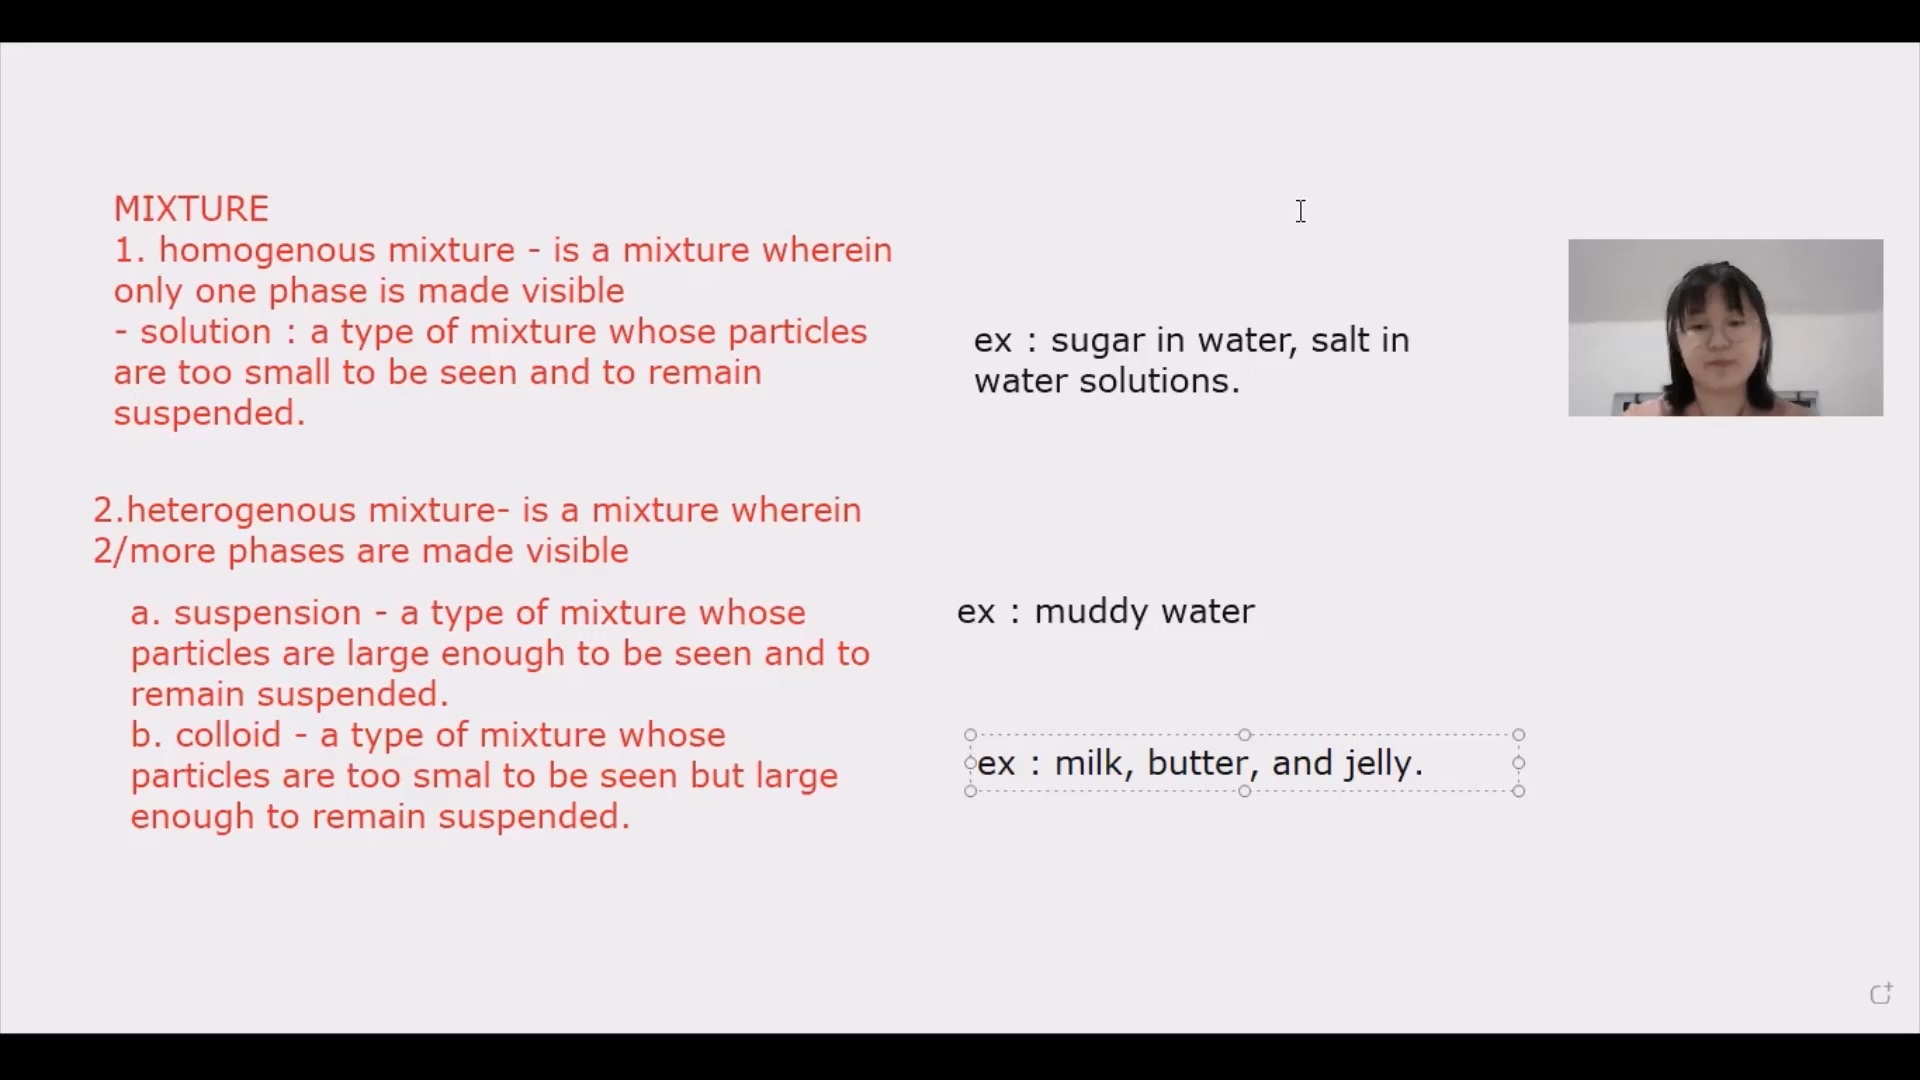 MIXTURE
1. homogenous mixture - is a mixture wherein
only one phase is made visible
- solution : a type of mixture whose particles
are too small to be seen and to remain
suspended.
ex : sugar in water, salt in
water solutions.
2.heterogenous mixture- is a mixture wherein
2/more phases are made visible
a. suspension - a type of mixture whose
particles are large enough to be seen and to
remain suspended.
ex : muddy water
b. colloid - a type of mixture whose
particles are too smal to be seen but large
enough to remain suspended.
ex : milk, butter, and jelly.